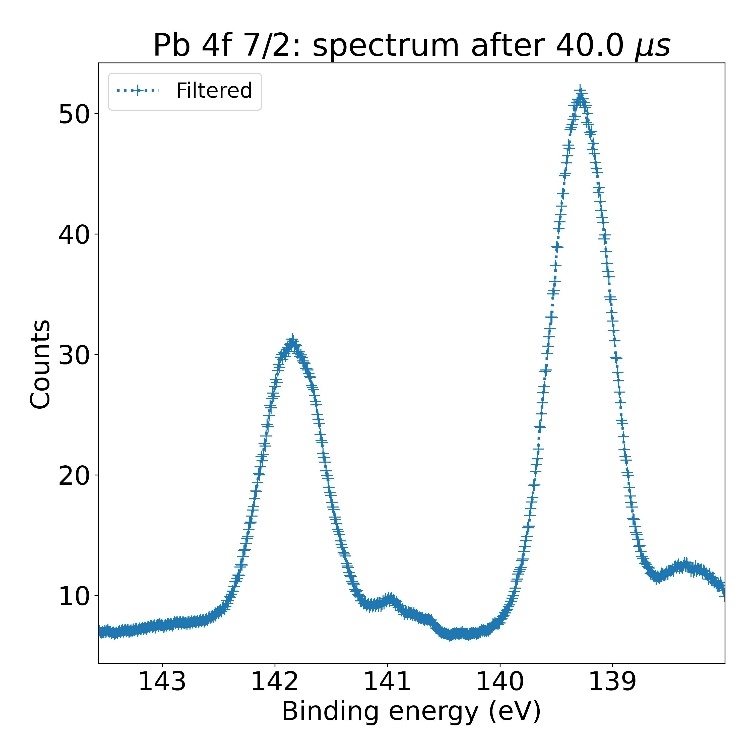 Pb 4f 7/2: spectrum after 40.0 μs
Filtered
50
40
30
20
10
Counts
143 142 141 140 139
Binding energy (eV)